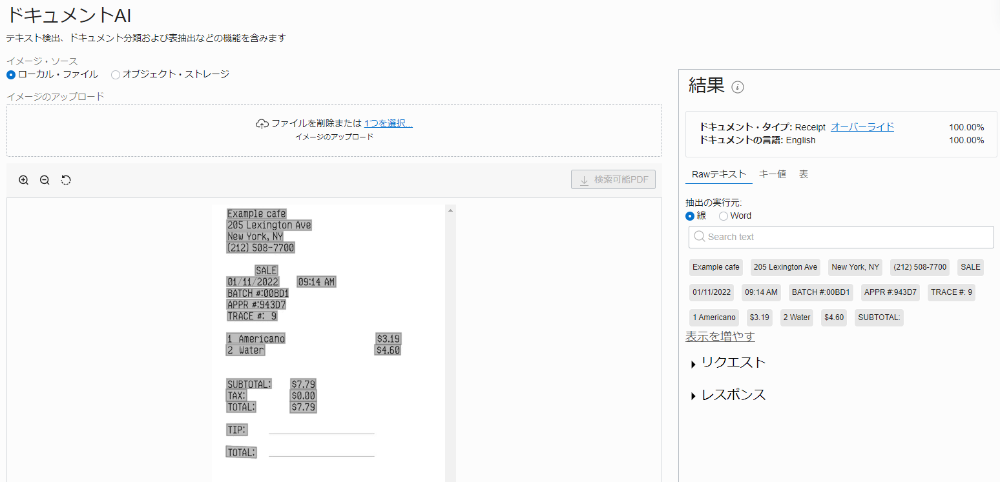 ドキュメントAI
テキスト検出、ドキュメント分類および表抽出などの機能を含みます
イメージ・ソース
ローカル・ファイル オブジェクト・ストレージ
イメージのアップロード
ファイルを削除または 1つを選択...
イメージのアップロード
検索可能PDF
Example cafe
205 Lexington Ave
New York, NY
(212) 508-7700
SALE
01/11/2022 09:14 AM
BATCH #:00BD1
APPR #:943D7
TRACE #: 9
1 Americano $3.19
2 Water $4.60
SUBTOTAL: $7.79
TAX: $0.00
TOTAL: $7.79
TIP:
TOTAL:
結果
ドキュメント・タイプ: Receipt オーバーライド 100.00%
ドキュメントの言語: English 100.00%
Rawテキスト キー値 表
抽出の実行元:
線 Word
Search text
Example cafe 205 Lexington Ave New York, NY (212) 508-7700 SALE
01/11/2022 09:14 AM BATCH #:00BD1 APPR #:943D7 TRACE #: 9
1 Americano $3.19 2 Water $4.60 SUBTOTAL:
表示を増やす
リクエスト
レスポンス